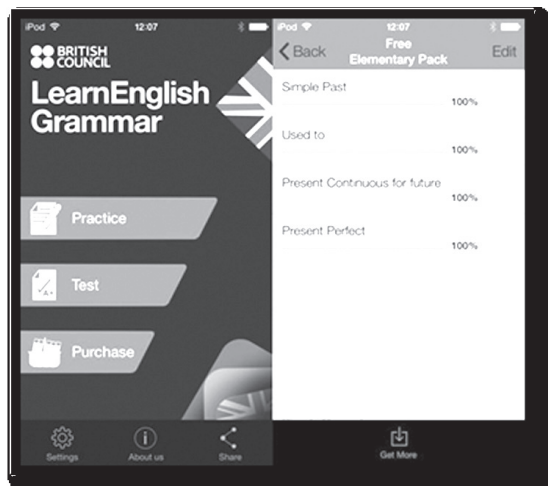 iPod 12:07
BRITISH
COUNCIL
LearnEnglish
Grammar
Practice
Test
Purchase
Settings
About us
Share
iPod 12:07
Back
Free
Elementary Pack
Edit
Simple Past
100%
Used to
100%
Present Continuous for future
100%
Present Perfect
100%
Get More